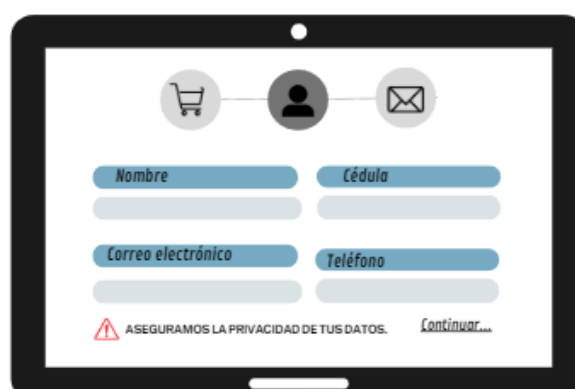 Nombre
Cédula
Correo electrónico
Teléfono
ASEGURAMOS LA PRIVACIDAD DE TUS DATOS.
Continuar...